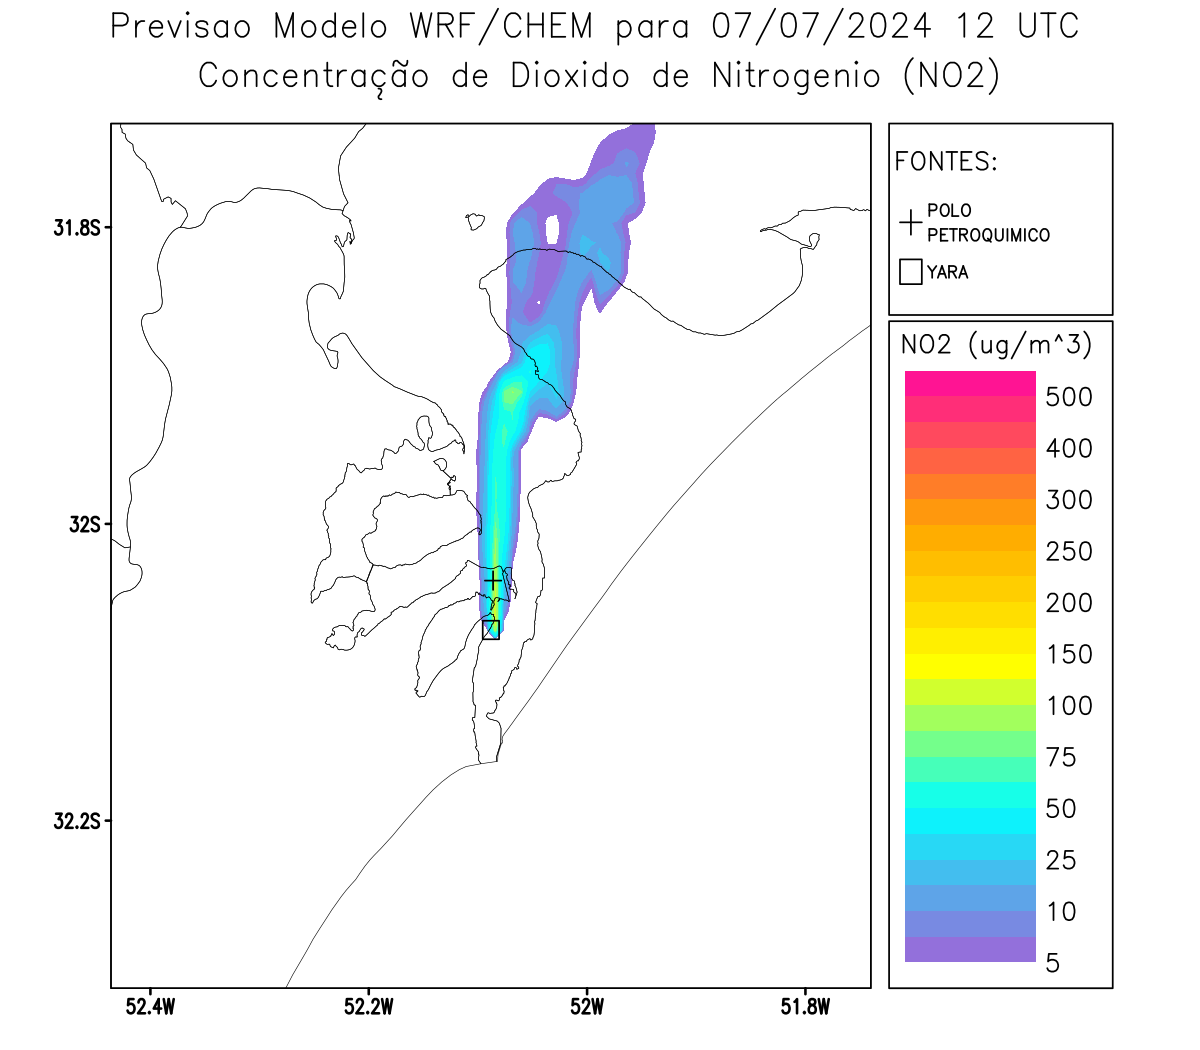 Previsao Modelo WRF/CHEM para 07/07/2024 12 UTC
Concentração de Dioxido de Nitrogenio (NO2)
FONTES:
POLO
PETROQUIMICO
YARA
31.8S
32S
32.2S
52.4W
52.2W
52W
51.8W
NO2 (ug/m^3)
500
400
300
250
200
150
100
75
50
25
10
5